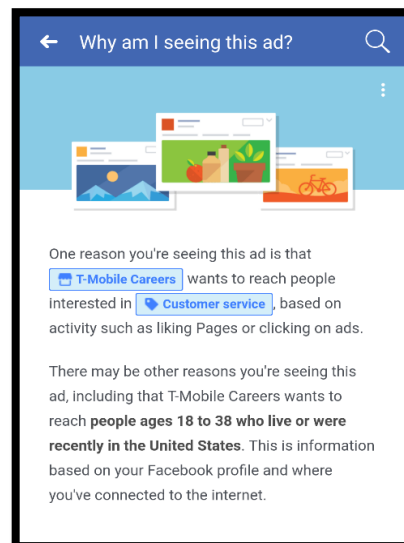 Why am I seeing this ad?
One reason you're seeing this ad is that
T-Mobile Careers wants to reach people
interested in Customer service, based on
activity such as liking Pages or clicking on ads.
There may be other reasons you're seeing this
ad, including that T-Mobile Careers wants to
reach people ages 18 to 38 who live or were
recently in the United States. This is information
based on your Facebook profile and where
you've connected to the internet.